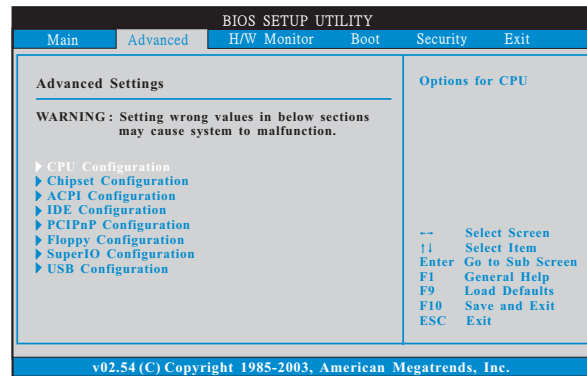 BIOS SETUP UTILITY
Main Advanced H/W Monitor Boot Security Exit
Advanced Settings
WARNING : Setting wrong values in below sections
may cause system to malfunction.
CPU Configuration
Chipset Configuration
ACPI Configuration
IDE Configuration
PCIPnP Configuration
Floppy Configuration
SuperIO Configuration
USB Configuration
Options for CPU
←→ Select Screen
↑↓ Select Item
Enter Go to Sub Screen
F1 General Help
F9 Load Defaults
F10 Save and Exit
ESC Exit
v02.54 (C) Copyright 1985-2003, American Megatrends, Inc.